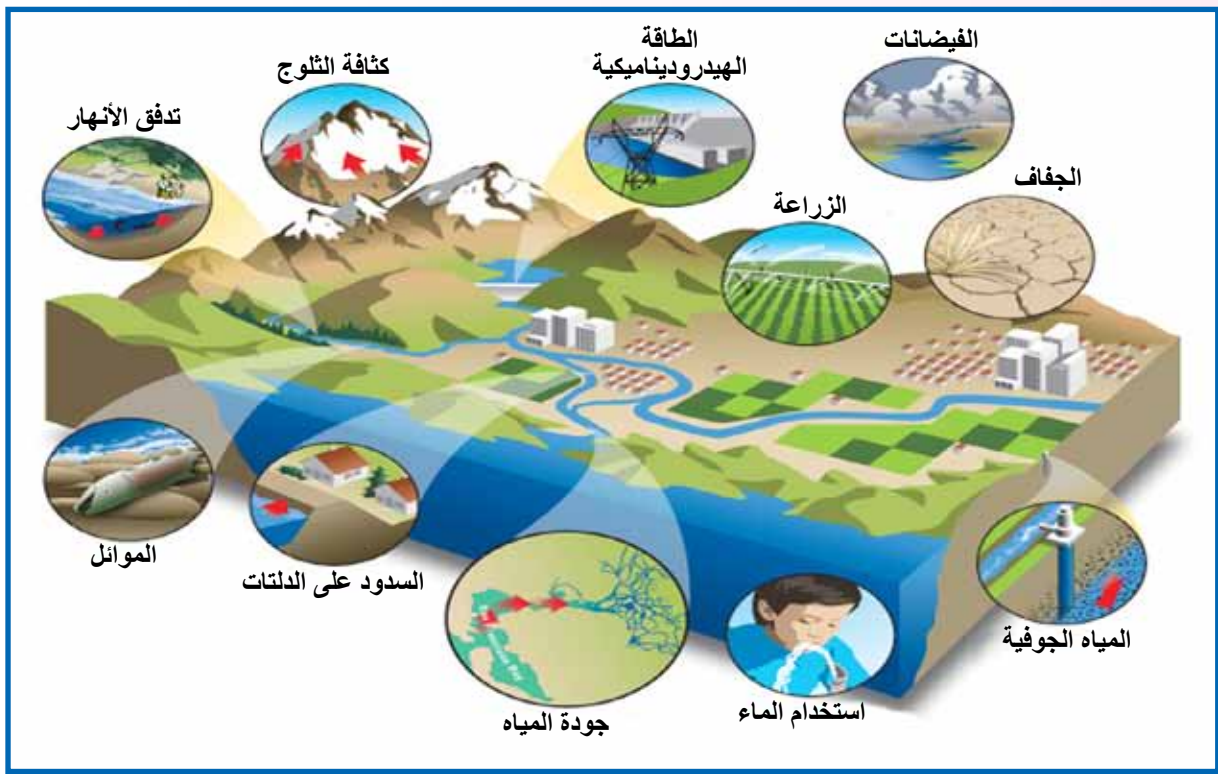 الفيضانات
الطاقة
الهيدروديناميكية
كثافة الثلوج
تدفق الأنهار
الجفاف
الزراعة
الموائل
السدود على الدلتات
المياه الجوفية
جودة المياه
استخدام الماء